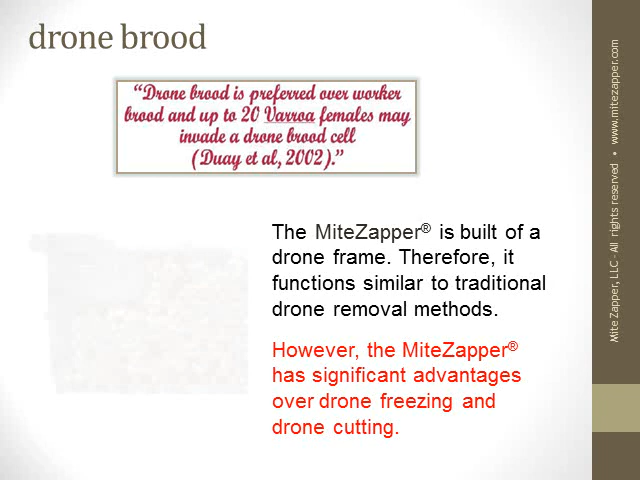 drone brood
“Drone brood is preferred over worker
brood and up to 20 Varroa females may
invade a drone brood cell
(Duay et al, 2002).”
The MiteZapper® is built of a
drone frame. Therefore, it
functions similar to traditional
drone removal methods.
However, the MiteZapper®
has significant advantages
over drone freezing and
drone cutting.
Mite Zapper, LLC - All rights reserved • www.mitezapper.com